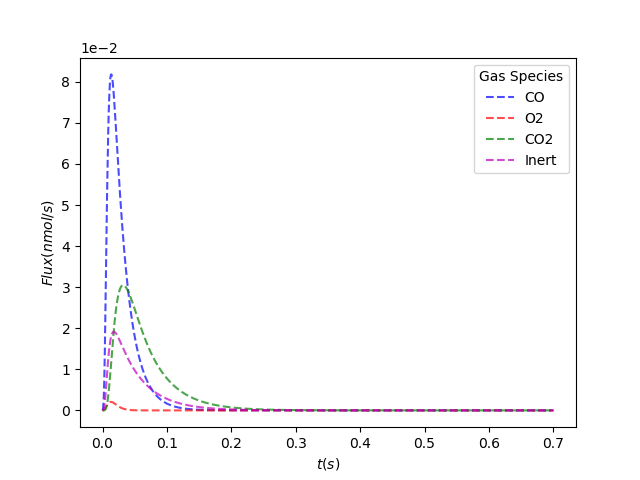 1e−2
Flux(nmol/s)
8
7
6
5
4
3
2
1
0
Gas Species
CO
O2
CO2
Inert
0.0 0.1 0.2 0.3 0.4 0.5 0.6 0.7
t(s)